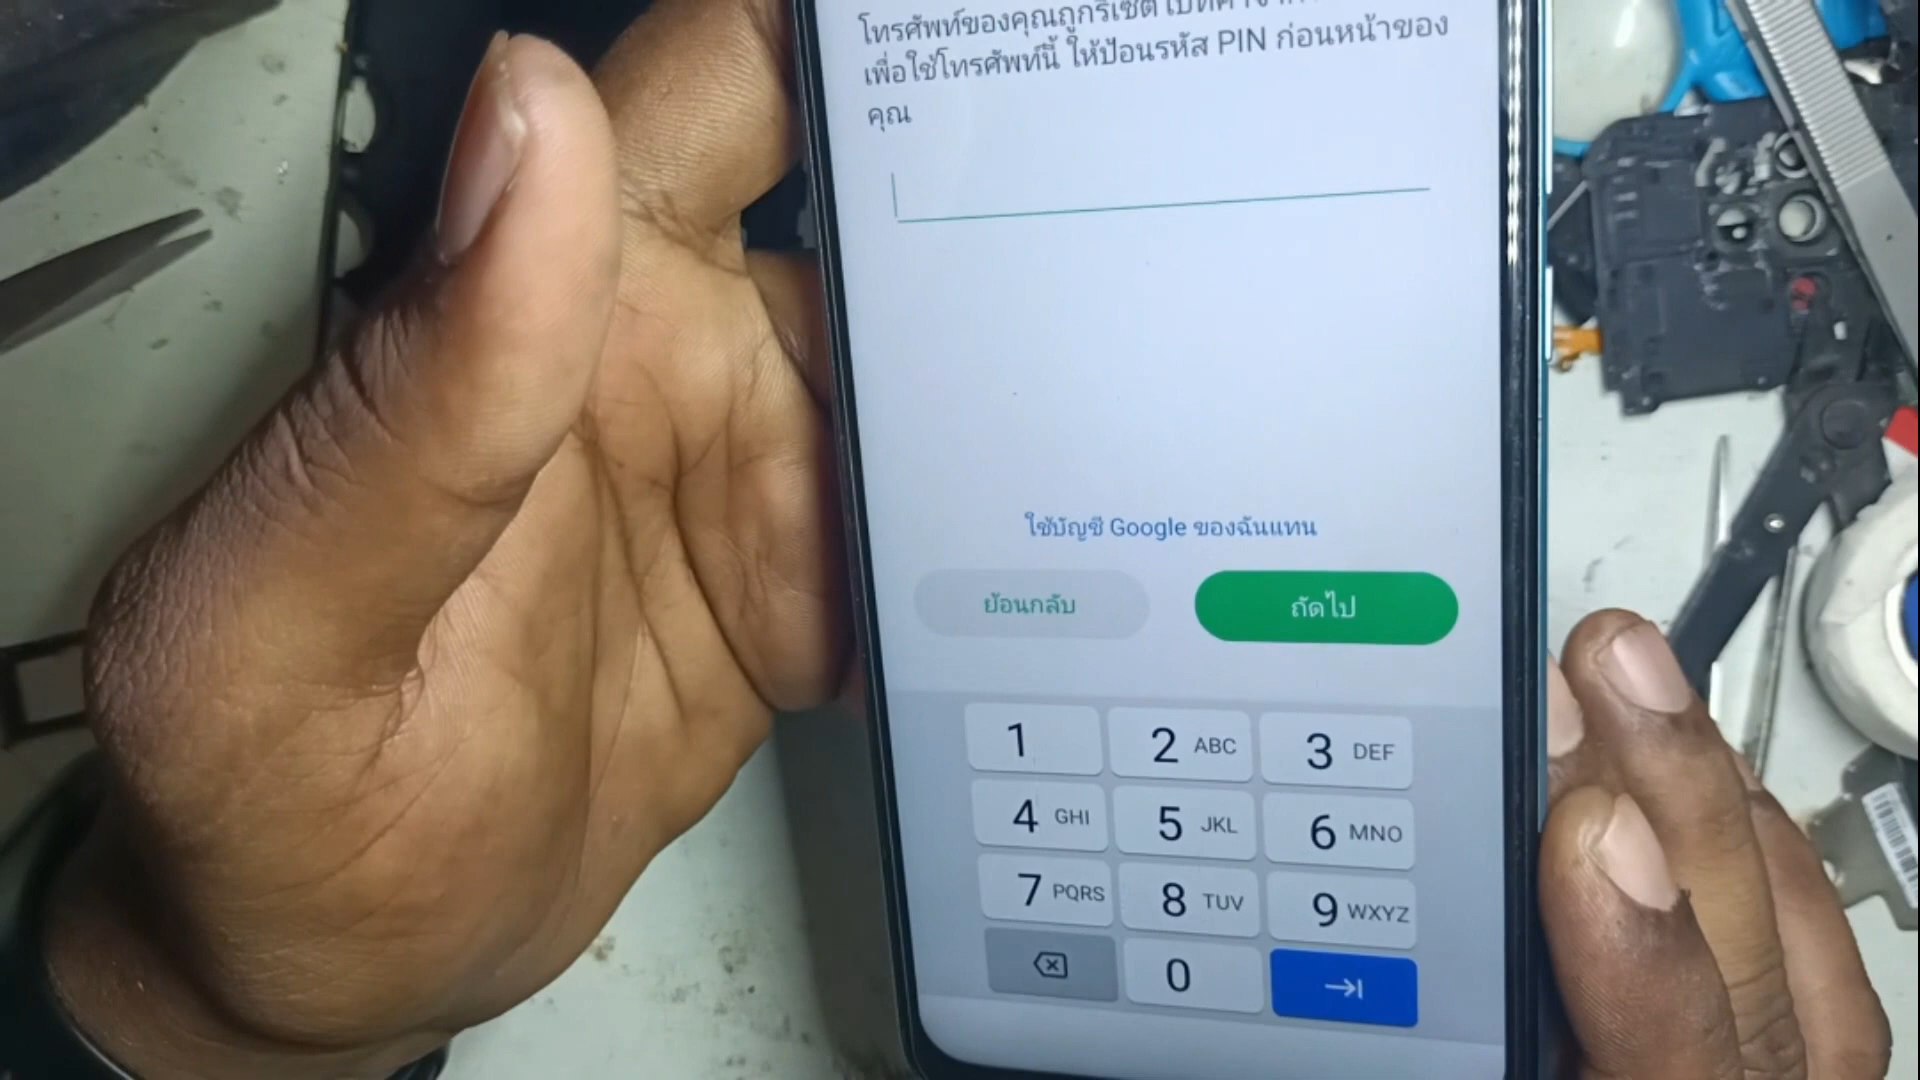 โทรศัพท์ของคุณถูกรีเซ็ต
เพื่อใช้โทรศัพท์นี้ ให้ป้อนรหัส PIN ก่อนหน้าของ
คุณ
ใช้บัญชี Google ของฉันแทน
ย้อนกลับ
ถัดไป
1
2 ABC
3 DEF
4 GHI
5 JKL
6 MNO
7 PQRS
8 TUV
9 WXYZ
0